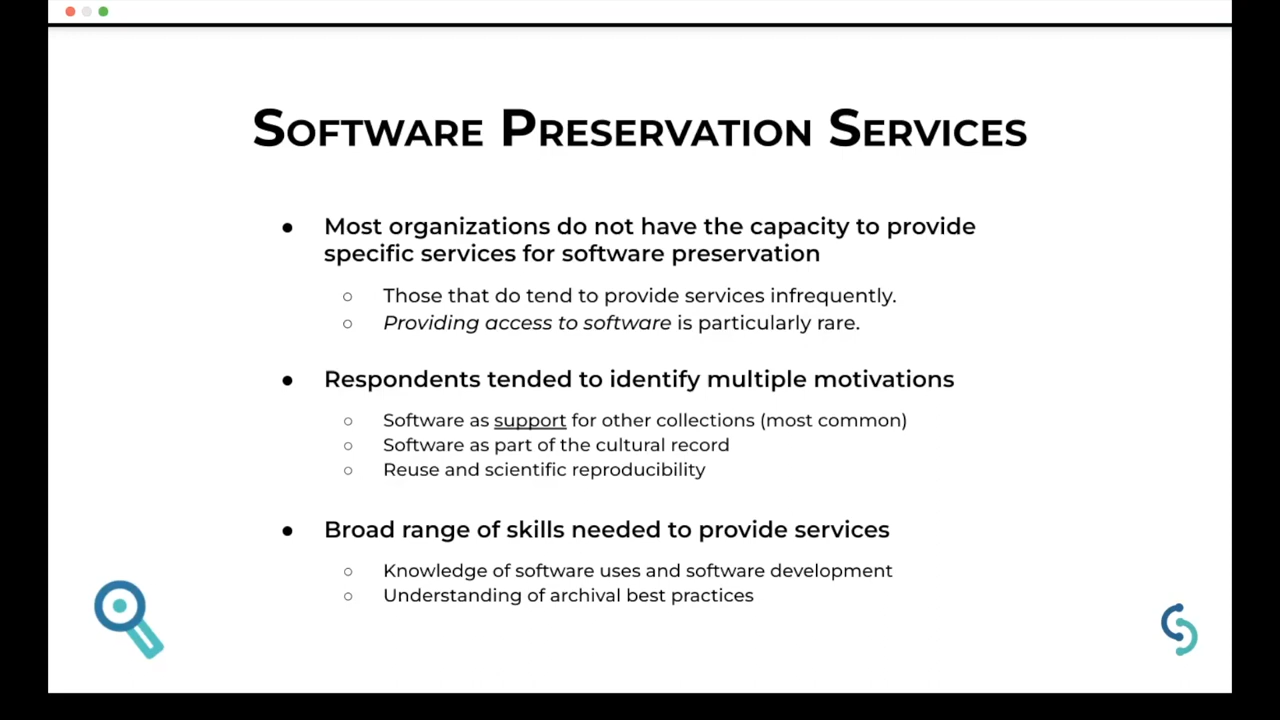 Software Preservation Services
● Most organizations do not have the capacity to provide
specific services for software preservation
○ Those that do tend to provide services infrequently.
○ Providing access to software is particularly rare.
● Respondents tended to identify multiple motivations
○ Software as support for other collections (most common)
○ Software as part of the cultural record
○ Reuse and scientific reproducibility
● Broad range of skills needed to provide services
○ Knowledge of software uses and software development
○ Understanding of archival best practices